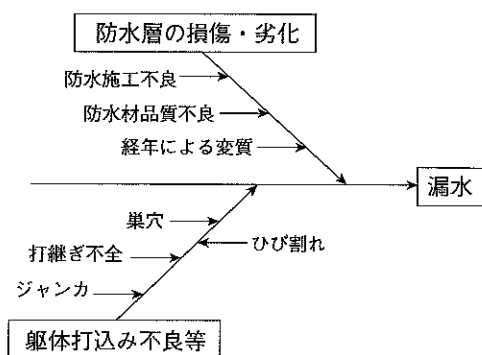 防水層の損傷・劣化
防水施工不良
防水材品質不良
経年による変質
漏水
巣穴
ひび割れ
打継ぎ不全
ジャンカ
躯体打込み不良等